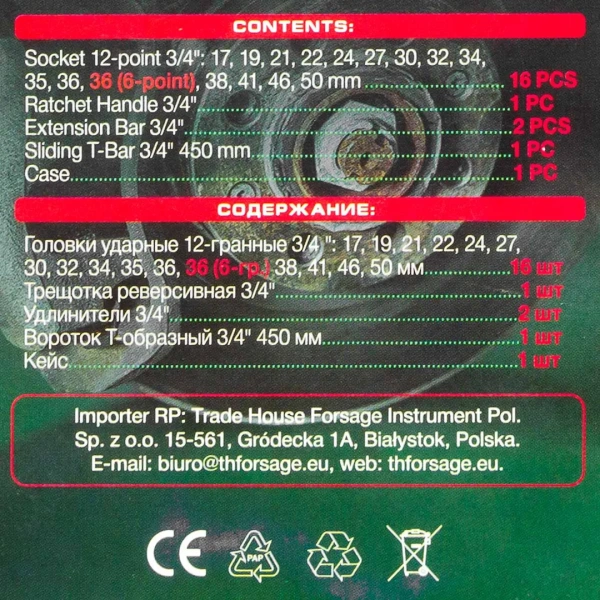 CONTENTS:
Socket 12-point 3/4": 17, 19, 21, 22, 24, 27, 30, 32, 34,
35, 36, 36 (6-point), 38, 41, 46, 50 mm 16 PCS
Ratchet Handle 3/4" 1 PC
Extension Bar 3/4" 2 PCS
Sliding T-Bar 3/4" 450 mm 1 PC
Case 1 PC
СОДЕРЖАНИЕ:
Головки ударные 12-гранные 3/4 ": 17, 19, 21, 22, 24, 27,
30, 32, 34, 35, 36, 36 (6-гр.) 38, 41, 46, 50 мм 16 шт
Трещотка реверсивная 3/4" 1 шт
Удлинители 3/4" 2 шт
Вороток Т-образный 3/4" 450 мм 1 шт
Кейс 1 шт
Importer RP: Trade House Forsage Instrument Pol.
Sp. z o.o. 15-561, Gródecka 1A, Białystok, Polska.
E-mail: biuro@thforsage.eu, web: thforsage.eu.
CE PAP